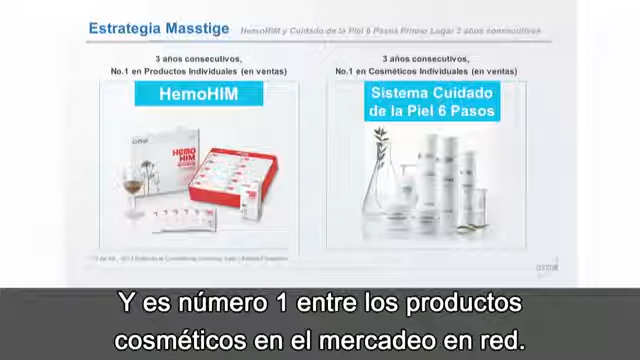 Estrategia Masstige
HemoHIM y Cuidado de la Piel 6 Pasos Primer Lugar 3 años consecutivos
3 años consecutivos,
No.1 en Productos Individuales (en ventas)
HemoHIM
3 años consecutivos,
No.1 en Cosméticos Individuales (en ventas)
Sistema Cuidado
de la Piel 6 Pasos
HEMO
HIM
Y es número 1 entre los productos
cosméticos en el mercadeo en red.